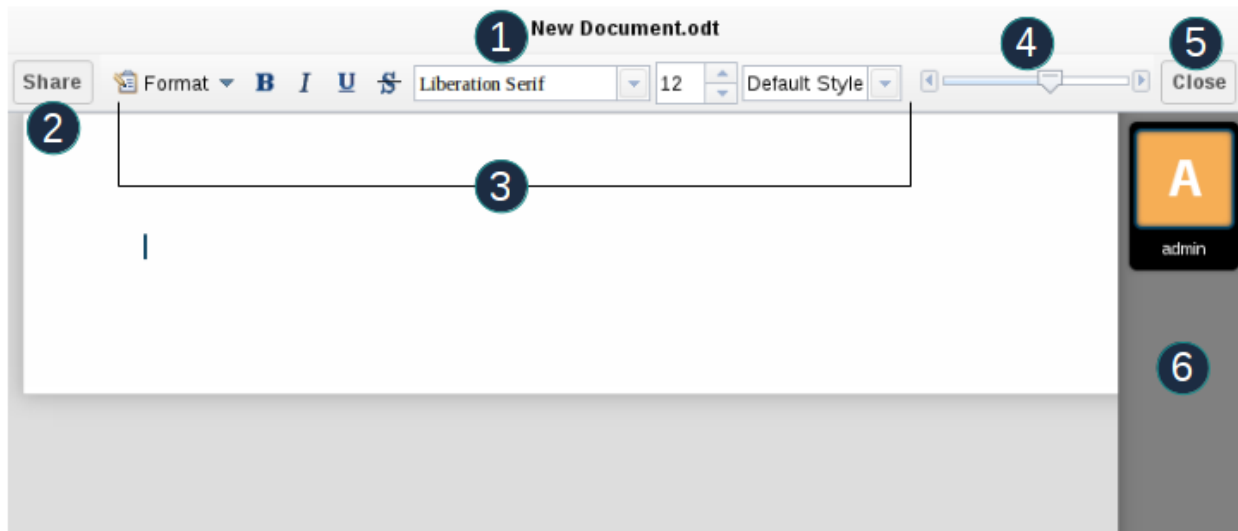 1 New Document.odt 4 5
Share Format B I U S Liberation Serif 12 Default Style Close
2
3 A
admin
6